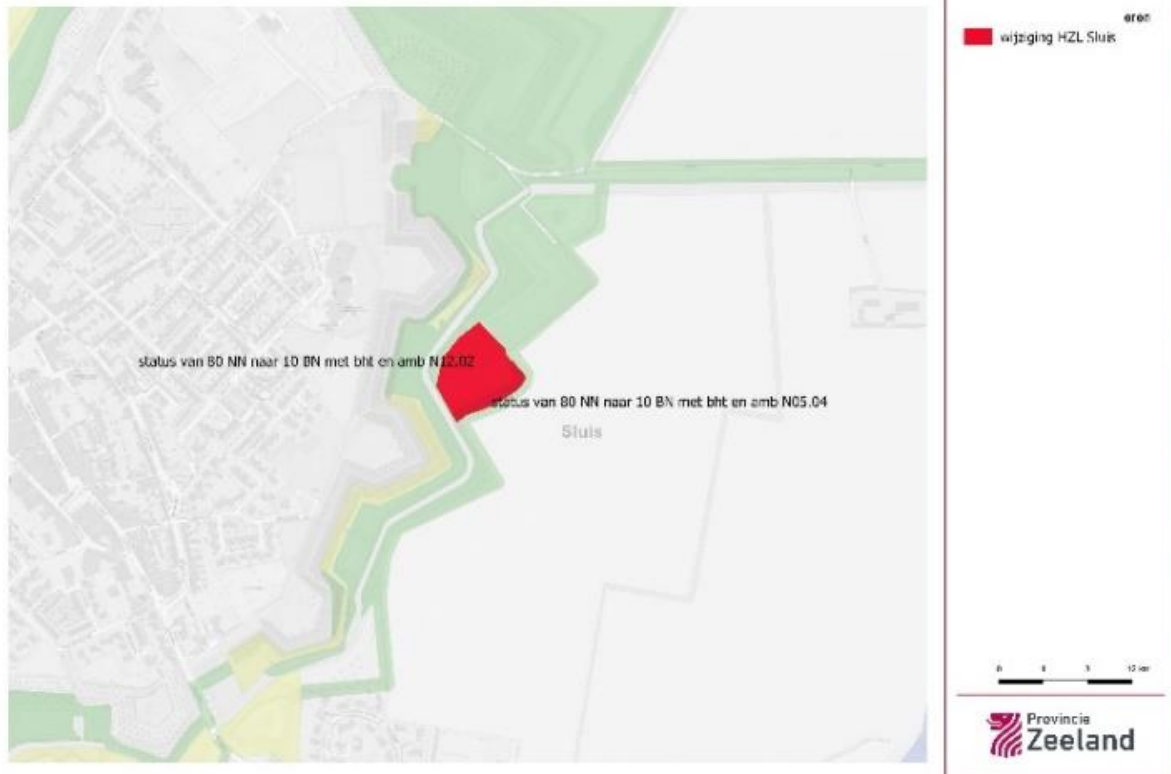 status van 80 NN naar 10 BN met bht en amb N12.02
status van 80 NN naar 10 BN met bht en amb N05.04
Sluis
wijziging HZL Sluis
Provincie
Zeeland